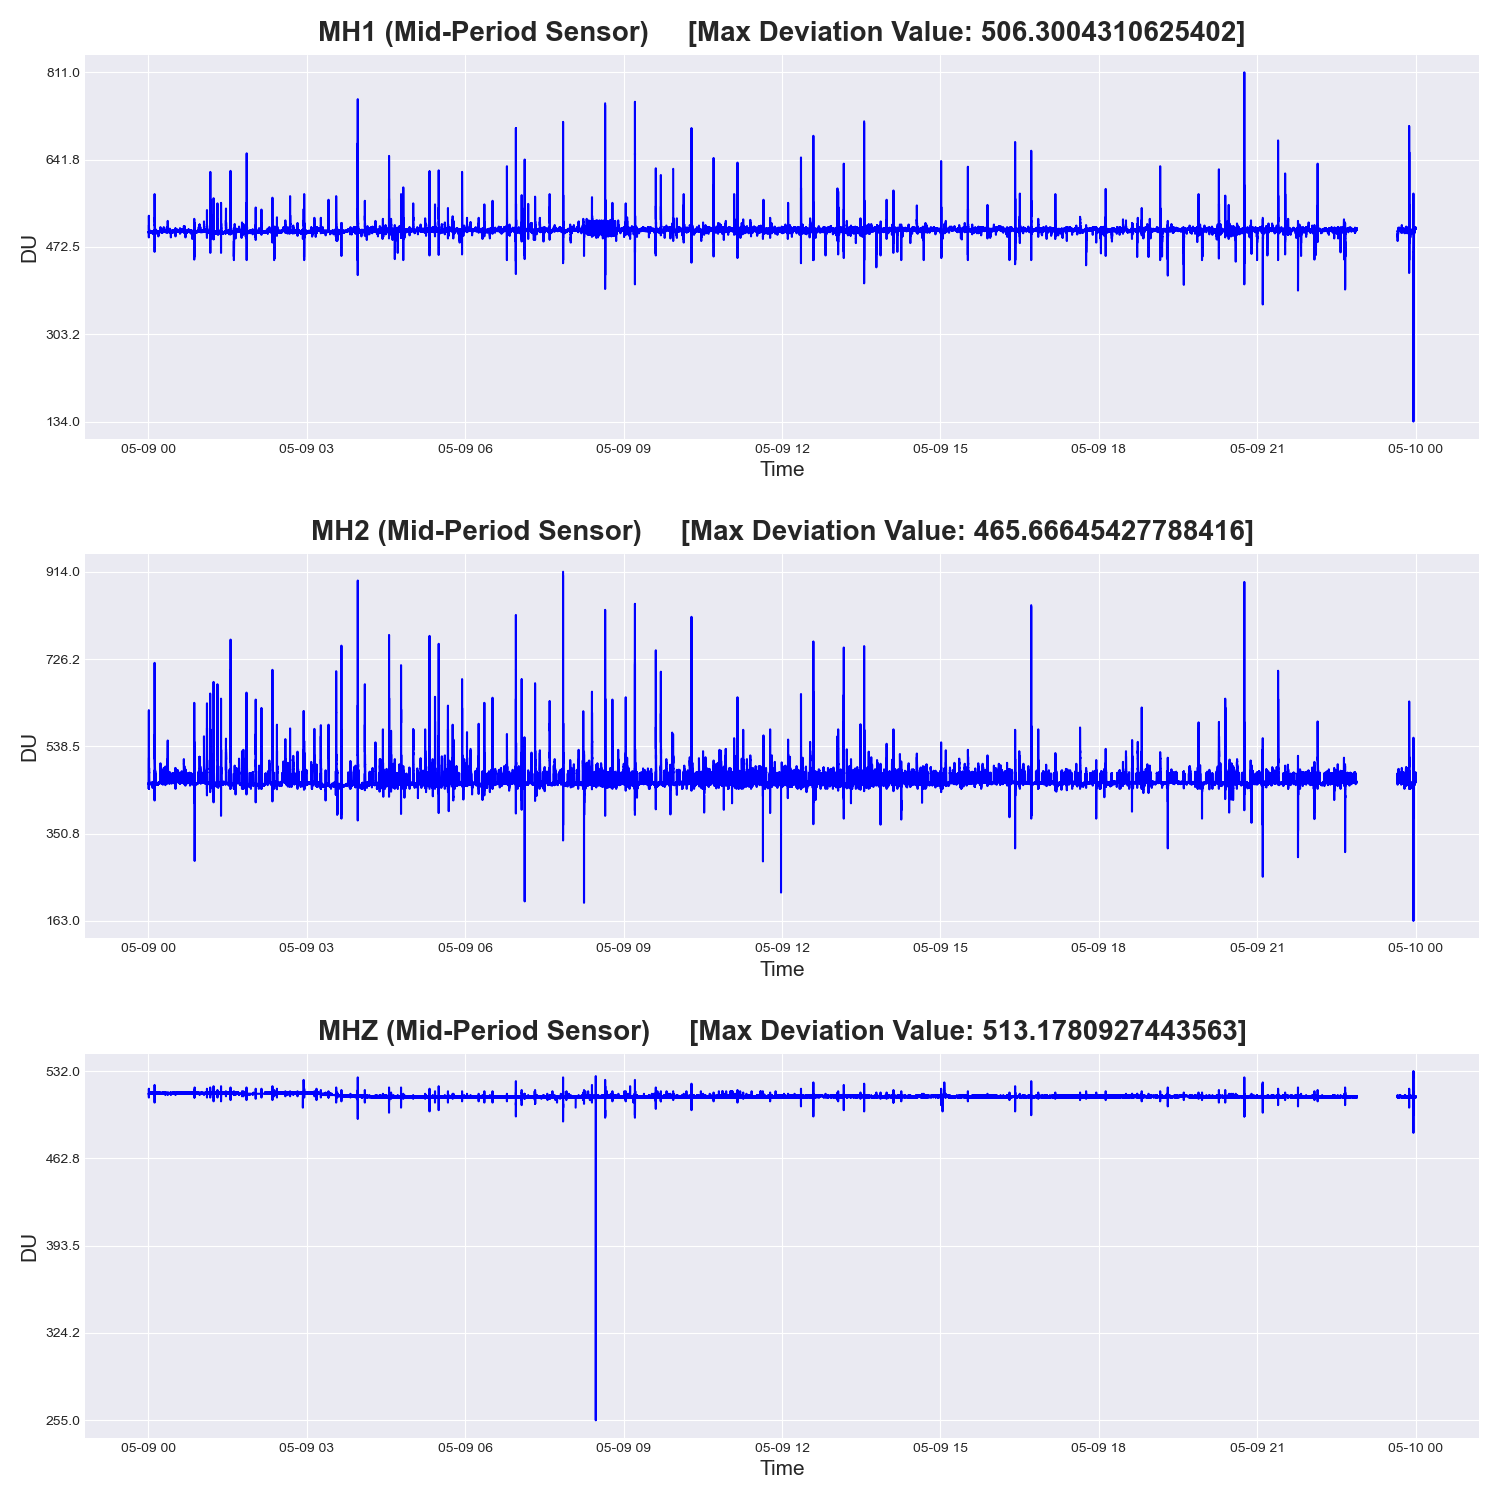 MH1 (Mid-Period Sensor) [Max Deviation Value: 506.3004310625402]
811.0
641.8
472.5
303.2
134.0
DU
05-09 00 05-09 03 05-09 06 05-09 09 05-09 12 05-09 15 05-09 18 05-09 21 05-10 00
Time
MH2 (Mid-Period Sensor) [Max Deviation Value: 465.66645427788416]
914.0
726.2
538.5
350.8
163.0
DU
05-09 00 05-09 03 05-09 06 05-09 09 05-09 12 05-09 15 05-09 18 05-09 21 05-10 00
Time
MHZ (Mid-Period Sensor) [Max Deviation Value: 513.1780927443563]
532.0
462.8
393.5
324.2
255.0
DU
05-09 00 05-09 03 05-09 06 05-09 09 05-09 12 05-09 15 05-09 18 05-09 21 05-10 00
Time